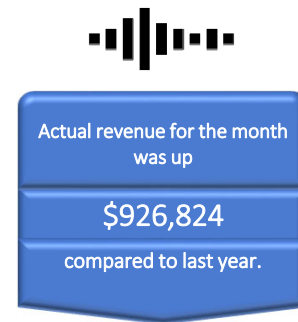 Actual revenue for the month
was up
$926,824
compared to last year.